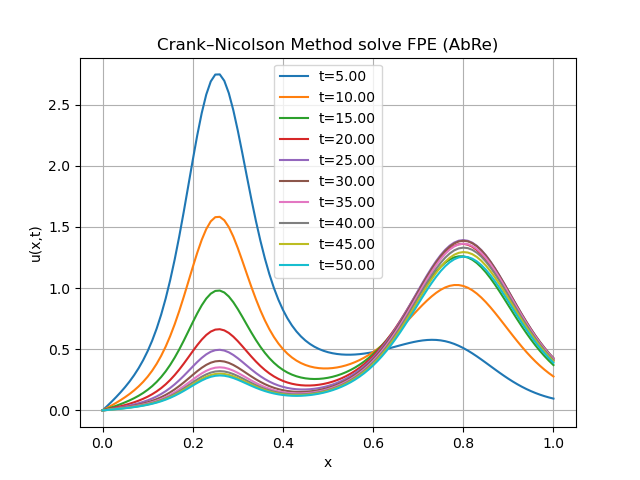 Crank–Nicolson Method solve FPE (AbRe)
t=5.00
t=10.00
t=15.00
t=20.00
t=25.00
t=30.00
t=35.00
t=40.00
t=45.00
t=50.00
u(x,t)
2.5
2.0
1.5
1.0
0.5
0.0
0.0 0.2 0.4 0.6 0.8 1.0
x